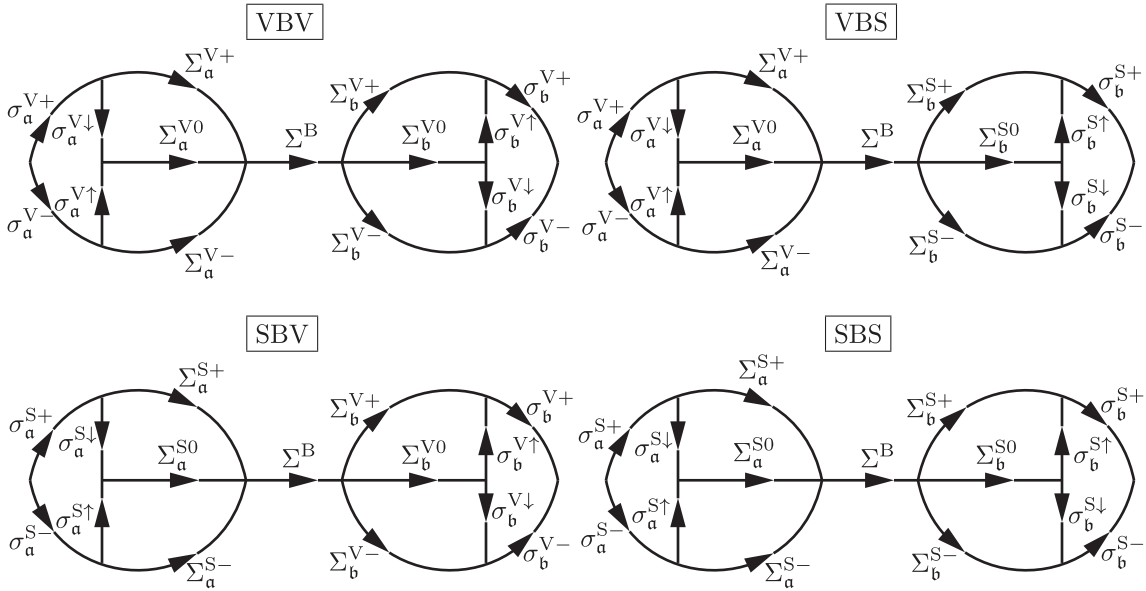 VBV
VBS
Σ_𝔞^{V+}
σ_𝔞^{V+}
σ_𝔞^{V↓}
Σ_𝔞^{V0}
σ_𝔞^{V↑}
σ_𝔞^{V−}
Σ_𝔞^{V−}
Σ^B
Σ_𝔟^{V+}
σ_𝔟^{V+}
Σ_𝔟^{V0}
σ_𝔟^{V↑}
σ_𝔟^{V↓}
Σ_𝔟^{V−}
σ_𝔟^{V−}
Σ_𝔞^{V+}
σ_𝔞^{V+}
σ_𝔞^{V↓}
Σ_𝔞^{V0}
σ_𝔞^{V↑}
σ_𝔞^{V−}
Σ_𝔞^{V−}
Σ^B
Σ_𝔟^{S+}
σ_𝔟^{S+}
Σ_𝔟^{S0}
σ_𝔟^{S↑}
σ_𝔟^{S↓}
Σ_𝔟^{S−}
σ_𝔟^{S−}
SBV
SBS
Σ_𝔞^{S+}
σ_𝔞^{S+}
σ_𝔞^{S↓}
Σ_𝔞^{S0}
σ_𝔞^{S↑}
σ_𝔞^{S−}
Σ_𝔞^{S−}
Σ^B
Σ_𝔟^{V+}
σ_𝔟^{V+}
Σ_𝔟^{V0}
σ_𝔟^{V↑}
σ_𝔟^{V↓}
Σ_𝔟^{V−}
σ_𝔟^{V−}
Σ_𝔞^{S+}
σ_𝔞^{S+}
σ_𝔞^{S↓}
Σ_𝔞^{S0}
σ_𝔞^{S↑}
σ_𝔞^{S−}
Σ_𝔞^{S−}
Σ^B
Σ_𝔟^{S+}
σ_𝔟^{S+}
Σ_𝔟^{S0}
σ_𝔟^{S↑}
σ_𝔟^{S↓}
Σ_𝔟^{S−}
σ_𝔟^{S−}